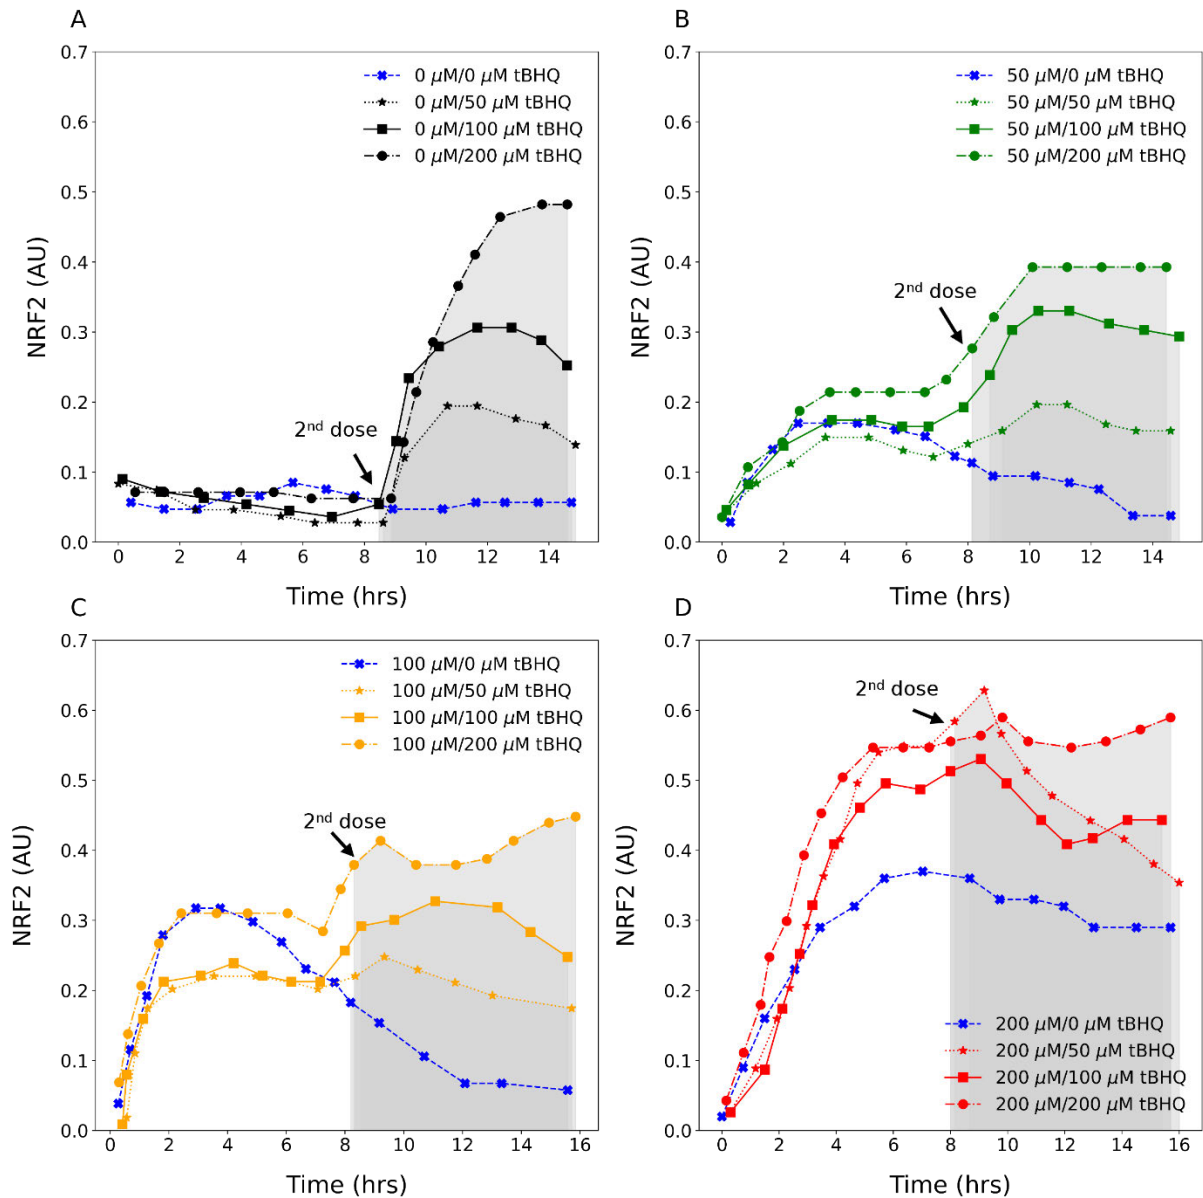 A
0.7
0.6
0.5
0.4
0.3
0.2
0.1
0.0
NRF2 (AU)
0 μM/0 μM tBHQ
0 μM/50 μM tBHQ
0 μM/100 μM tBHQ
0 μM/200 μM tBHQ
2nd dose
0 2 4 6 8 10 12 14
Time (hrs)
B
0.7
0.6
0.5
0.4
0.3
0.2
0.1
0.0
NRF2 (AU)
50 μM/0 μM tBHQ
50 μM/50 μM tBHQ
50 μM/100 μM tBHQ
50 μM/200 μM tBHQ
2nd dose
0 2 4 6 8 10 12 14
Time (hrs)
C
0.7
0.6
0.5
0.4
0.3
0.2
0.1
0.0
NRF2 (AU)
100 μM/0 μM tBHQ
100 μM/50 μM tBHQ
100 μM/100 μM tBHQ
100 μM/200 μM tBHQ
2nd dose
0 2 4 6 8 10 12 14 16
Time (hrs)
D
0.7
0.6
0.5
0.4
0.3
0.2
0.1
0.0
NRF2 (AU)
2nd dose
200 μM/0 μM tBHQ
200 μM/50 μM tBHQ
200 μM/100 μM tBHQ
200 μM/200 μM tBHQ
0 2 4 6 8 10 12 14 16
Time (hrs)